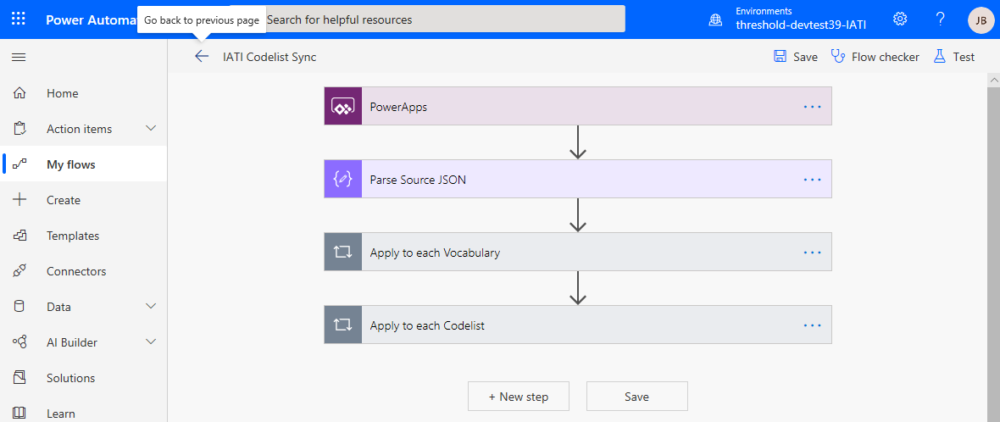 Power Automa
Go back to previous page
Search for helpful resources
Environments
threshold-devtest39-IATI
?
JB
IATI Codelist Sync
Save
Flow checker
Test
Home
Action items
My flows
Create
Templates
Connectors
Data
AI Builder
Solutions
Learn
PowerApps
Parse Source JSON
Apply to each Vocabulary
Apply to each Codelist
+ New step
Save